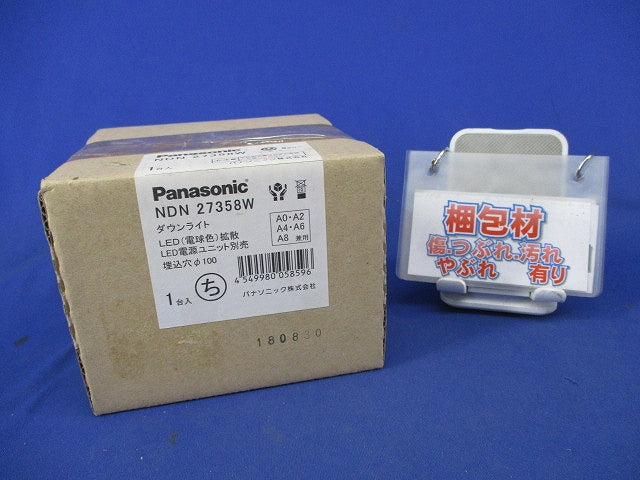 Panasonic
NDN 27358W
ダウンライト
LED(電球色)拡散
LED電源ユニット別売
埋込穴φ100
A0・A2
A4・A6
A8 兼用
1台入
ち
4 549980 058596
パナソニック株式会社
180830
梱包材
傷.つぶれ.汚れ
やぶれ 有り